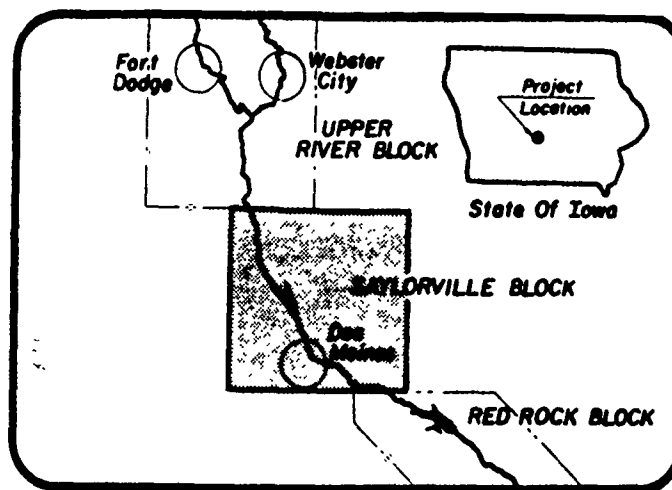 Fort
Dodge
Webster
City
Project
Location
UPPER
RIVER BLOCK
State Of Iowa
SAYLORVILLE BLOCK
Des
Moines
RED ROCK BLOCK